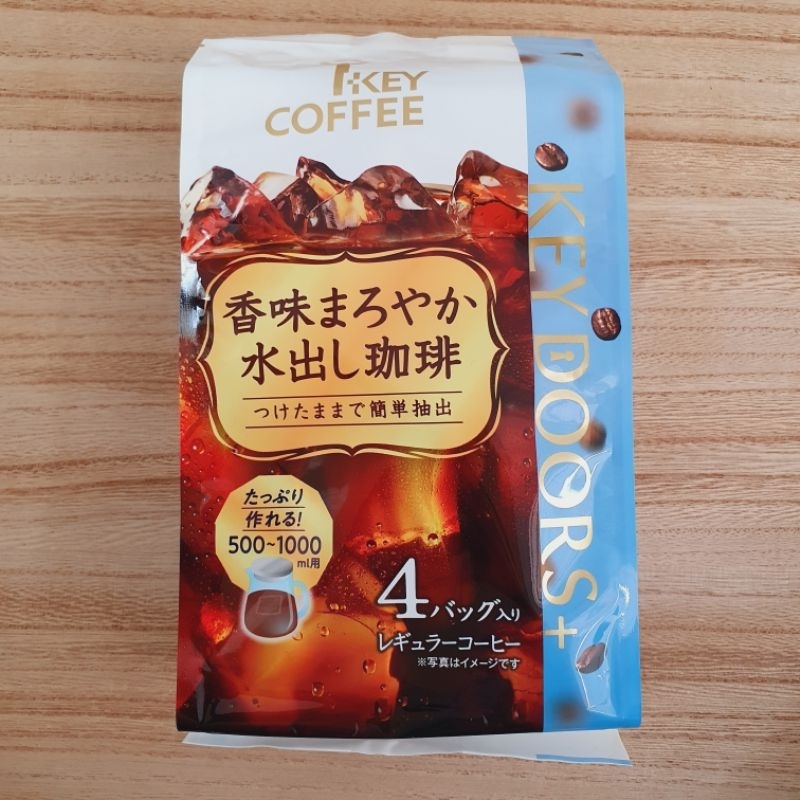 KEY
COFFEE
香味まろやか
水出し珈琲
つけたままで簡単抽出
たっぷり
作れる!
500~1000
ml用
4バッグ入り
レギュラーコーヒー
※写真はイメージです
KEY DOORS+